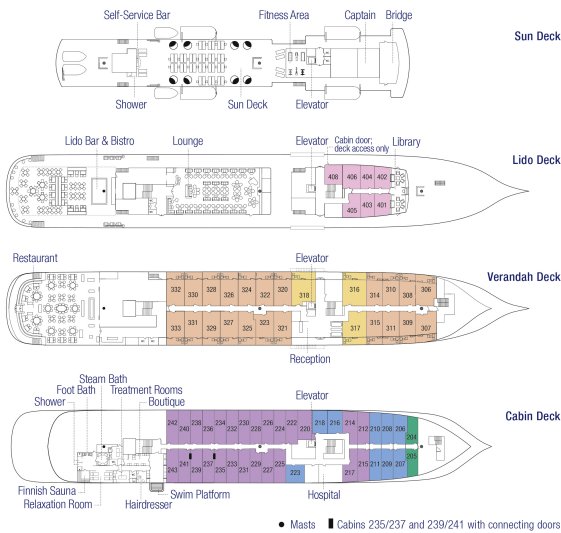 Self-Service Bar
Fitness Area
Captain
Bridge
Sun Deck
Shower
Sun Deck
Elevator
Lido Bar & Bistro
Lounge
Elevator
Cabin door;
deck access only
Library
Lido Deck
408 406 404 402
405 403 401
Restaurant
Elevator
Verandah Deck
332 330 328 326 324 322 320 318 316 314 310 308 306
333 331 329 327 325 323 321 317 315 311 309 307
Reception
Steam Bath
Foot Bath
Treatment Rooms
Shower
Boutique
Elevator
Cabin Deck
242 240 238 236 234 230 228 226 224 222 220 218 216 214 212 210 208 206 204
243 241 239 237 235 233 231 229 227 225 223 217 215 211 209 207 205
Finnish Sauna
Relaxation Room
Hairdresser
Swim Platform
Hospital
Masts
Cabins 235/237 and 239/241 with connecting doors